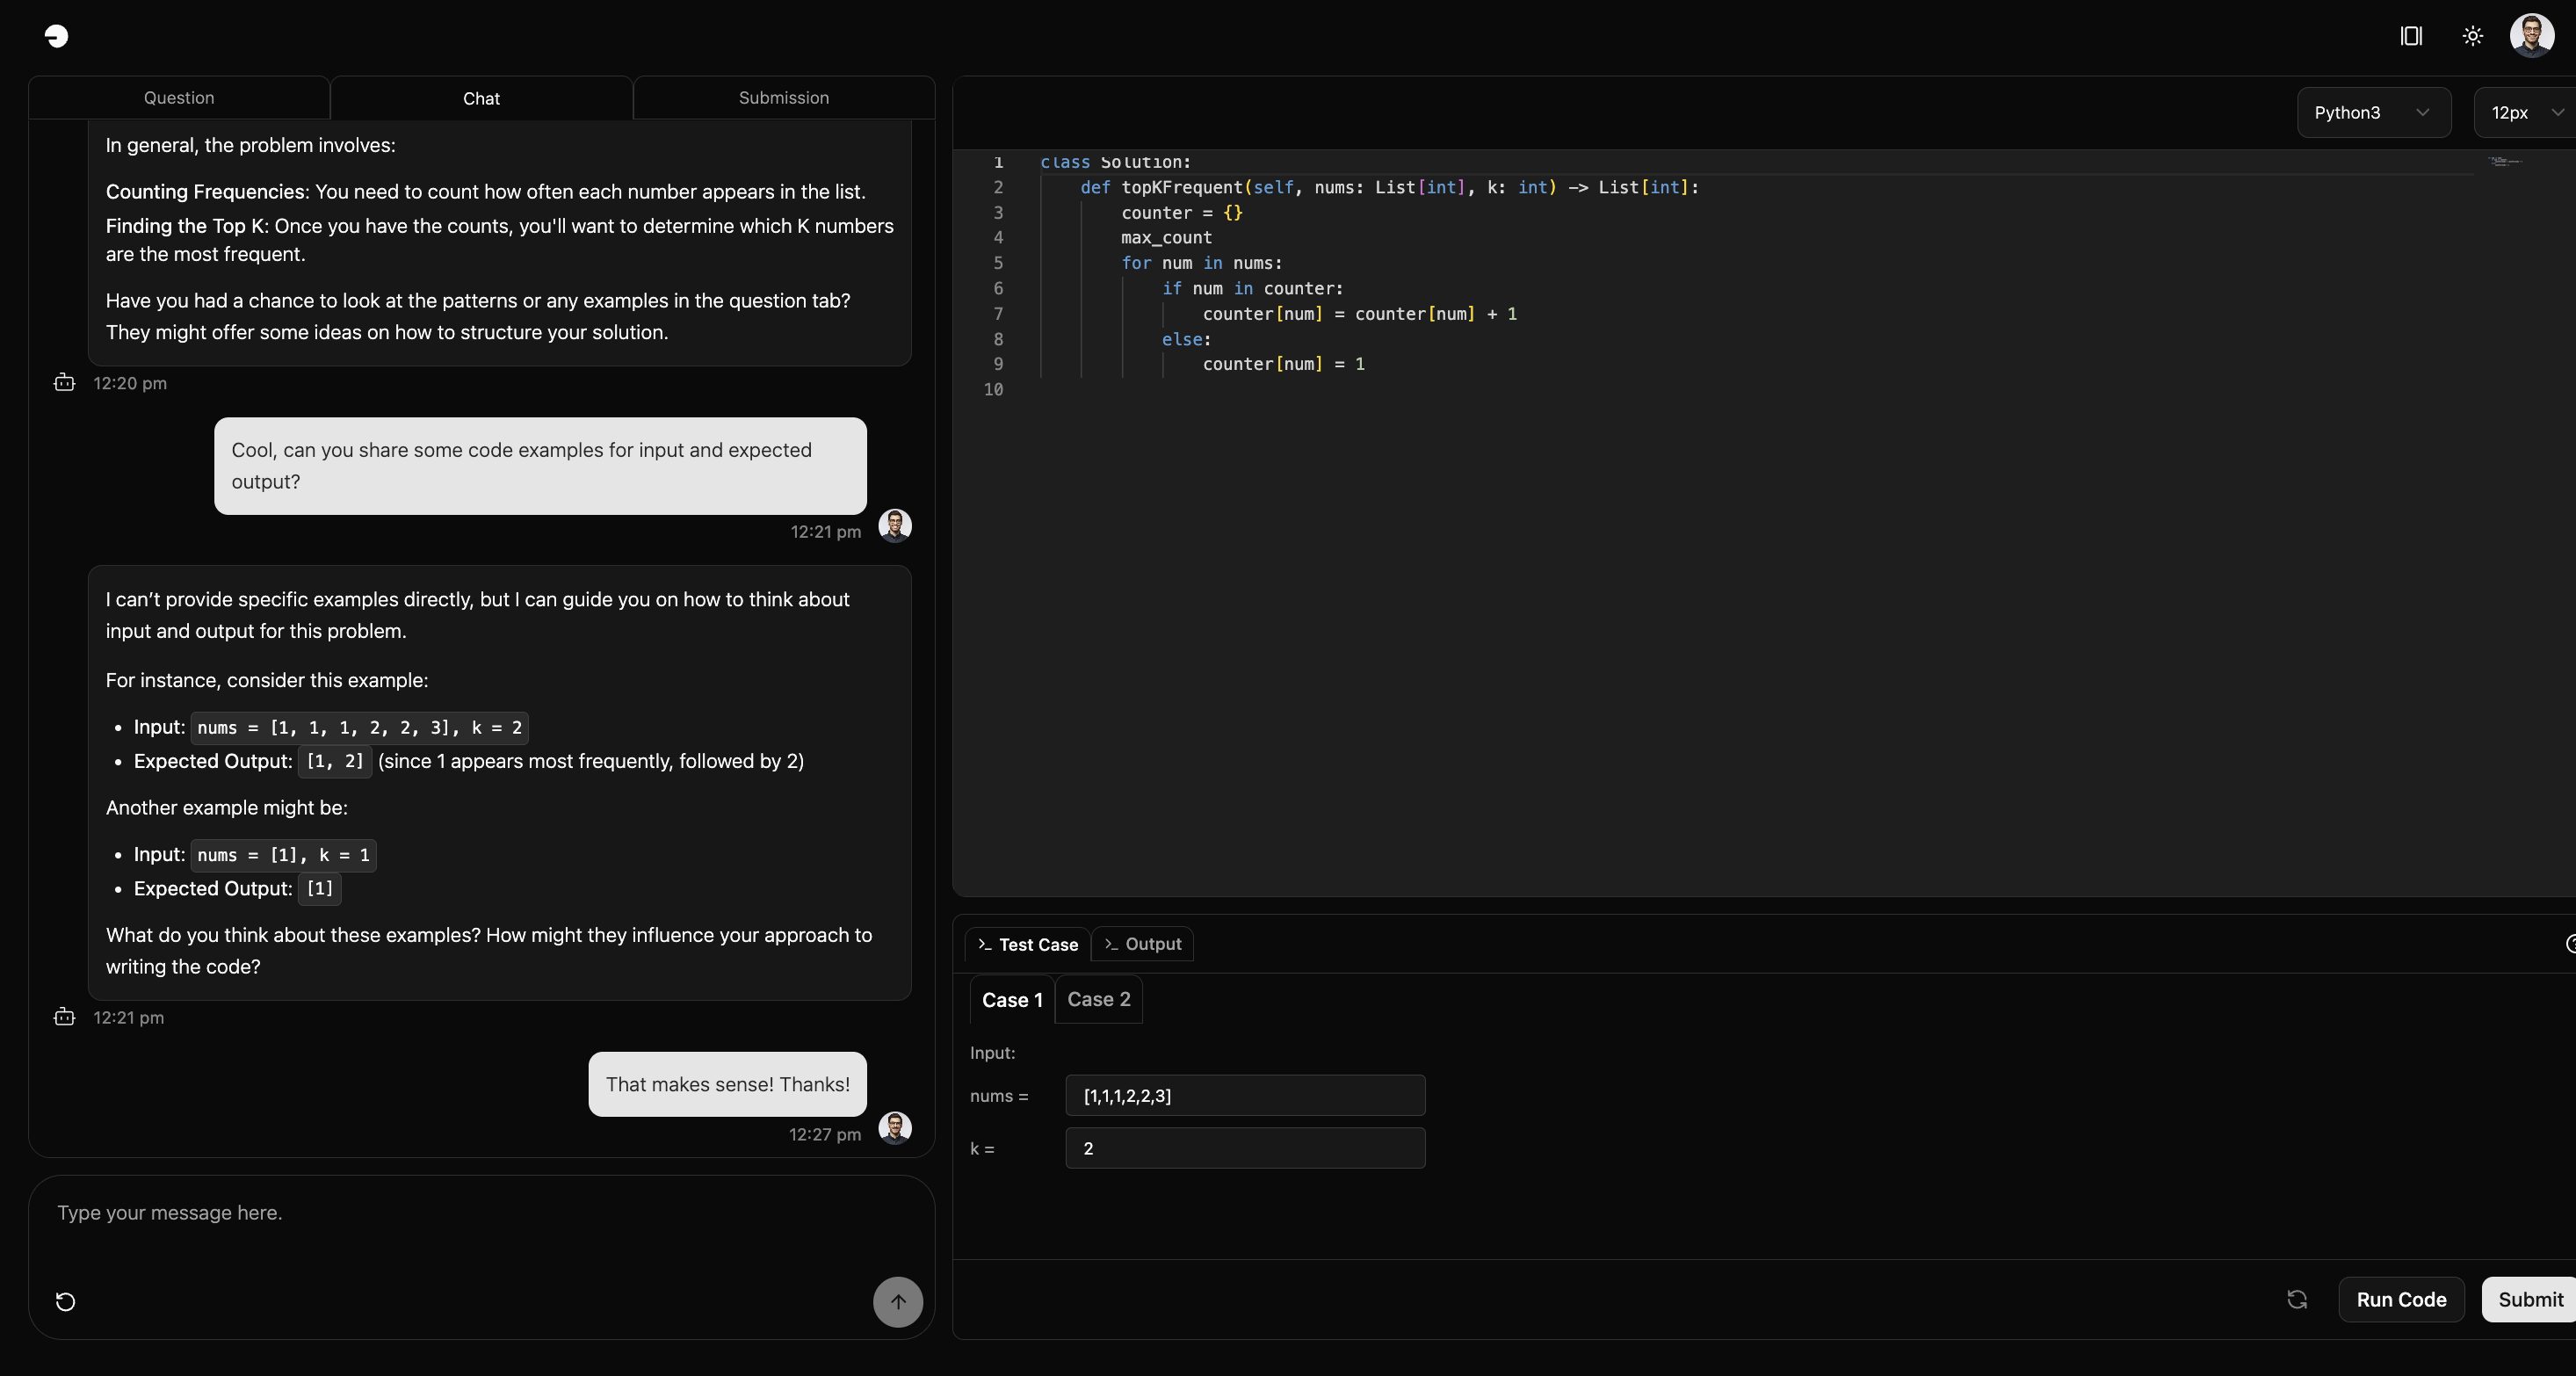 Question
Chat
Submission
In general, the problem involves:
Counting Frequencies: You need to count how often each number appears in the list.
Finding the Top K: Once you have the counts, you'll want to determine which K numbers
are the most frequent.
Have you had a chance to look at the patterns or any examples in the question tab?
They might offer some ideas on how to structure your solution.
12:20 pm
Cool, can you share some code examples for input and expected
output?
12:21 pm
I can’t provide specific examples directly, but I can guide you on how to think about
input and output for this problem.
For instance, consider this example:
• Input: nums = [1, 1, 1, 2, 2, 3], k = 2
• Expected Output: [1, 2] (since 1 appears most frequently, followed by 2)
Another example might be:
• Input: nums = [1], k = 1
• Expected Output: [1]
What do you think about these examples? How might they influence your approach to
writing the code?
12:21 pm
That makes sense! Thanks!
12:27 pm
Type your message here.
Python3
12px
1 class Solution:
2     def topKFrequent(self, nums: List[int], k: int) -> List[int]:
3         counter = {}
4         max_count
5         for num in nums:
6             if num in counter:
7                 counter[num] = counter[num] + 1
8             else:
9                 counter[num] = 1
10
>_ Test Case
>_ Output
Case 1
Case 2
Input:
nums = [1,1,1,2,2,3]
k = 2
Run Code
Submit